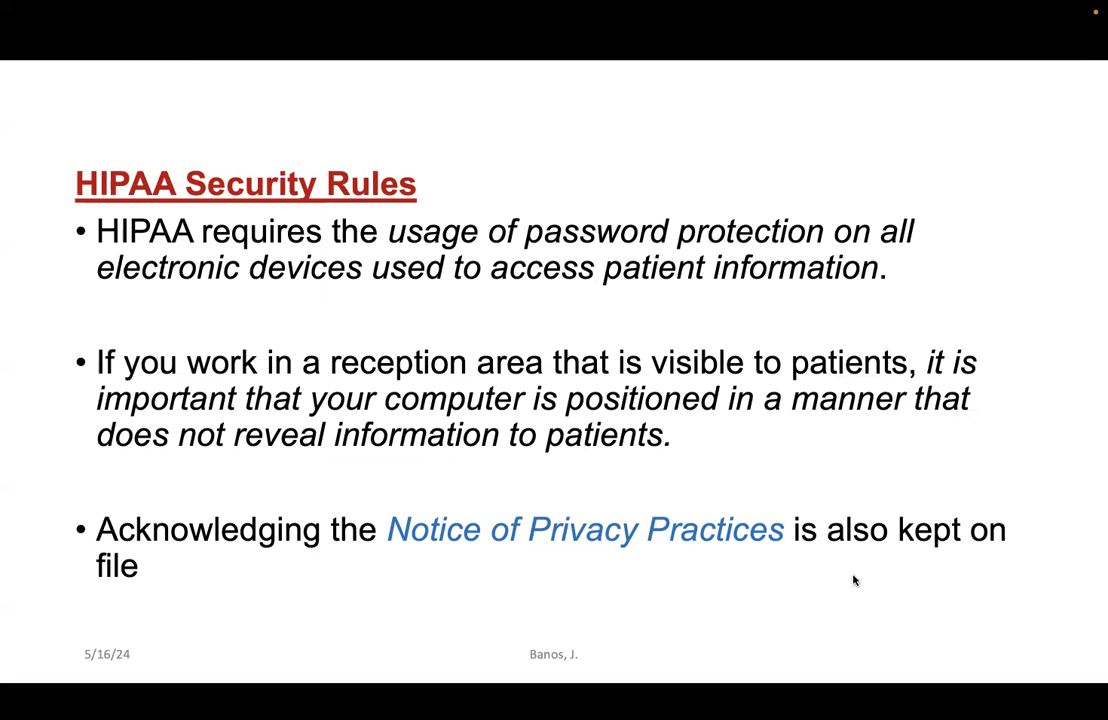 HIPAA Security Rules
• HIPAA requires the usage of password protection on all
electronic devices used to access patient information.
• If you work in a reception area that is visible to patients, it is
important that your computer is positioned in a manner that
does not reveal information to patients.
• Acknowledging the Notice of Privacy Practices is also kept on
file
5/16/24
Banos, J.